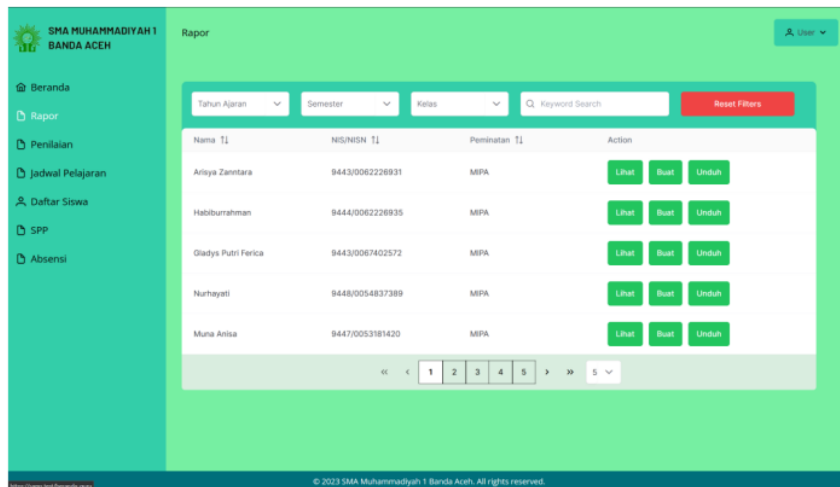 SMA MUHAMMADIYAH 1
BANDA ACEH
Rapor
User
Beranda
Rapor
Penilaian
Jadwal Pelajaran
Daftar Siswa
SPP
Absensi
Tahun Ajaran
Semester
Kelas
Keyword Search
Reset Filters
Nama NIS/NISN Peminatan Action
Arisya Zanntara 9443/0062226931 MIPA Lihat Buat Unduh
Habiburrahman 9444/0062226935 MIPA Lihat Buat Unduh
Gladys Putri Ferica 9443/0067402572 MIPA Lihat Buat Unduh
Nurhayati 9448/0054837389 MIPA Lihat Buat Unduh
Muna Anisa 9447/0053181420 MIPA Lihat Buat Unduh
« ‹ 1 2 3 4 5 › » 5
© 2023 SMA Muhammadiyah 1 Banda Aceh. All rights reserved.